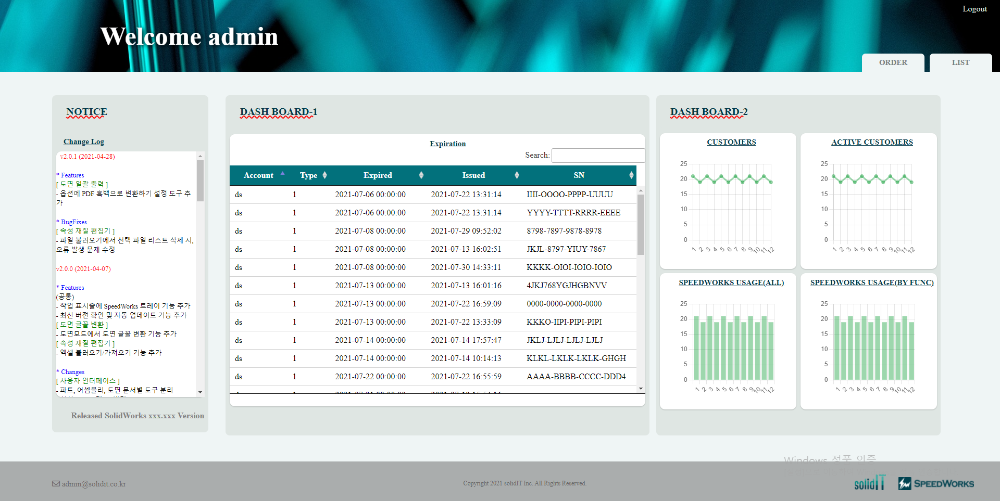 Logout
Welcome admin
ORDER
LIST
NOTICE
Change Log
v2.0.1 (2021-04-28)
* Features
[ 도면 일괄 출력 ]
- 옵션에 PDF 흑백으로 변환하기 설정 도구 추
가
* BugFixes
[ 속성 재질 편집기 ]
- 파일 불러오기에서 선택 파일 리스트 삭제 시,
오류 발생 문제 수정
v2.0.0 (2021-04-07)
* Features
(공통)
- 작업 표시줄에 SpeedWorks 트레이 기능 추가
- 최신 버전 확인 및 자동 업데이트 기능 추가
[ 도면 글꼴 변환 ]
- 도면모드에서 도면 글꼴 변환 기능 추가
[ 속성 재질 편집기 ]
- 엑셀 불러오기/가져오기 기능 추가
* Changes
[ 사용자 인터페이스 ]
- 파트, 어셈블리, 도면 문서별 도구 분리
Released SolidWorks xxx.xxx Version
DASH BOARD-1
Expiration
Search:
Account Type Expired Issued SN
ds 1 2021-07-06 00:00:00 2021-07-22 13:31:14 IIII-OOOO-PPPP-UUUU
ds 1 2021-07-06 00:00:00 2021-07-22 13:31:14 YYYY-TTTT-RRRR-EEEE
ds 1 2021-07-08 00:00:00 2021-07-29 09:52:02 8798-7897-9878-8978
ds 1 2021-07-08 00:00:00 2021-07-13 16:02:51 JKJL-8797-YIUY-7867
ds 1 2021-07-08 00:00:00 2021-07-30 14:33:11 KKKK-OIOI-IOIO-IOIO
ds 1 2021-07-13 00:00:00 2021-07-13 16:01:16 4JKJ768YGJHGBNVV
ds 1 2021-07-13 00:00:00 2021-07-22 16:59:09 0000-0000-0000-0000
ds 1 2021-07-13 00:00:00 2021-07-22 13:33:09 KKKO-IIPI-PIPI-PIPI
ds 1 2021-07-14 00:00:00 2021-07-14 17:57:47 JKLJ-LJLJ-LJLJ-LJLJ
ds 1 2021-07-14 00:00:00 2021-07-14 10:14:13 KLKL-LKLK-LKLK-GHGH
ds 1 2021-07-22 00:00:00 2021-07-22 16:55:59 AAAA-BBBB-CCCC-DDD4
DASH BOARD-2
CUSTOMERS
25
20
15
10
5
0
1 2 3 4 5 6 7 8 9 10 11 12
ACTIVE CUSTOMERS
25
20
15
10
5
0
1 2 3 4 5 6 7 8 9 10 11 12
SPEEDWORKS USAGE(ALL)
25
20
15
10
5
0
1 2 3 4 5 6 7 8 9 10 11 12
SPEEDWORKS USAGE(BY FUNC)
25
20
15
10
5
0
1 2 3 4 5 6 7 8 9 10 11 12
Windows 정품 인증
admin@solidit.co.kr
Copyright 2021 solidIT Inc. All Rights Reserved.
solidIT
SPEEDWORKS